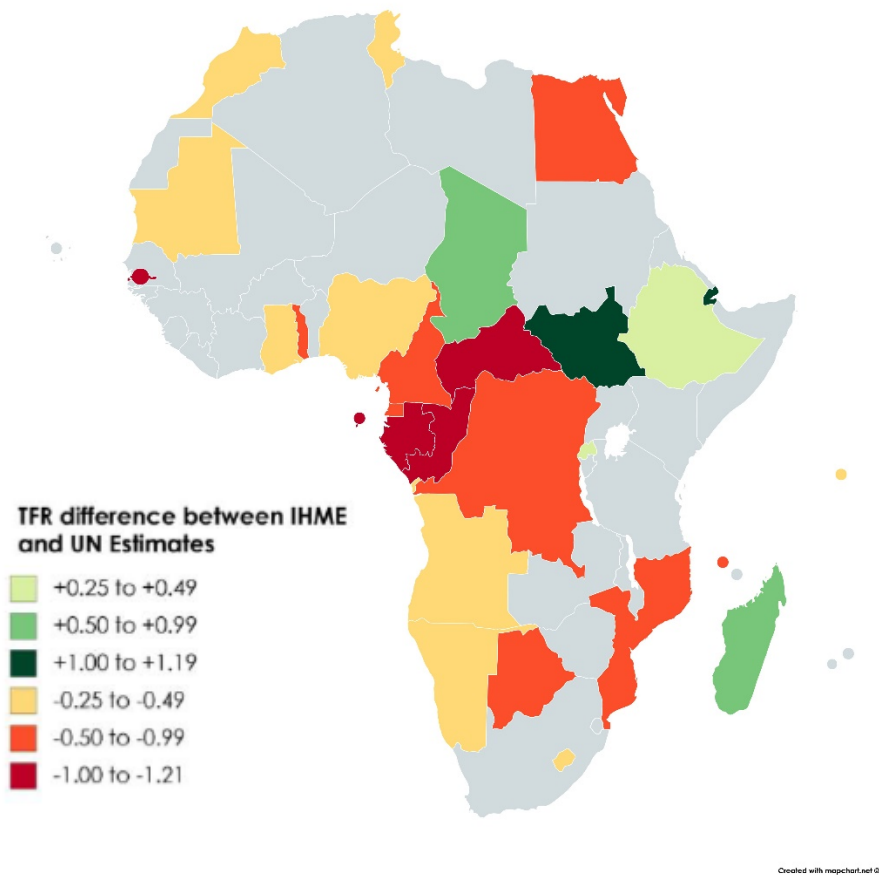 TFR difference between IHME
and UN Estimates
+0.25 to +0.49
+0.50 to +0.99
+1.00 to +1.19
-0.25 to -0.49
-0.50 to -0.99
-1.00 to -1.21
Created with mapchart.net ©